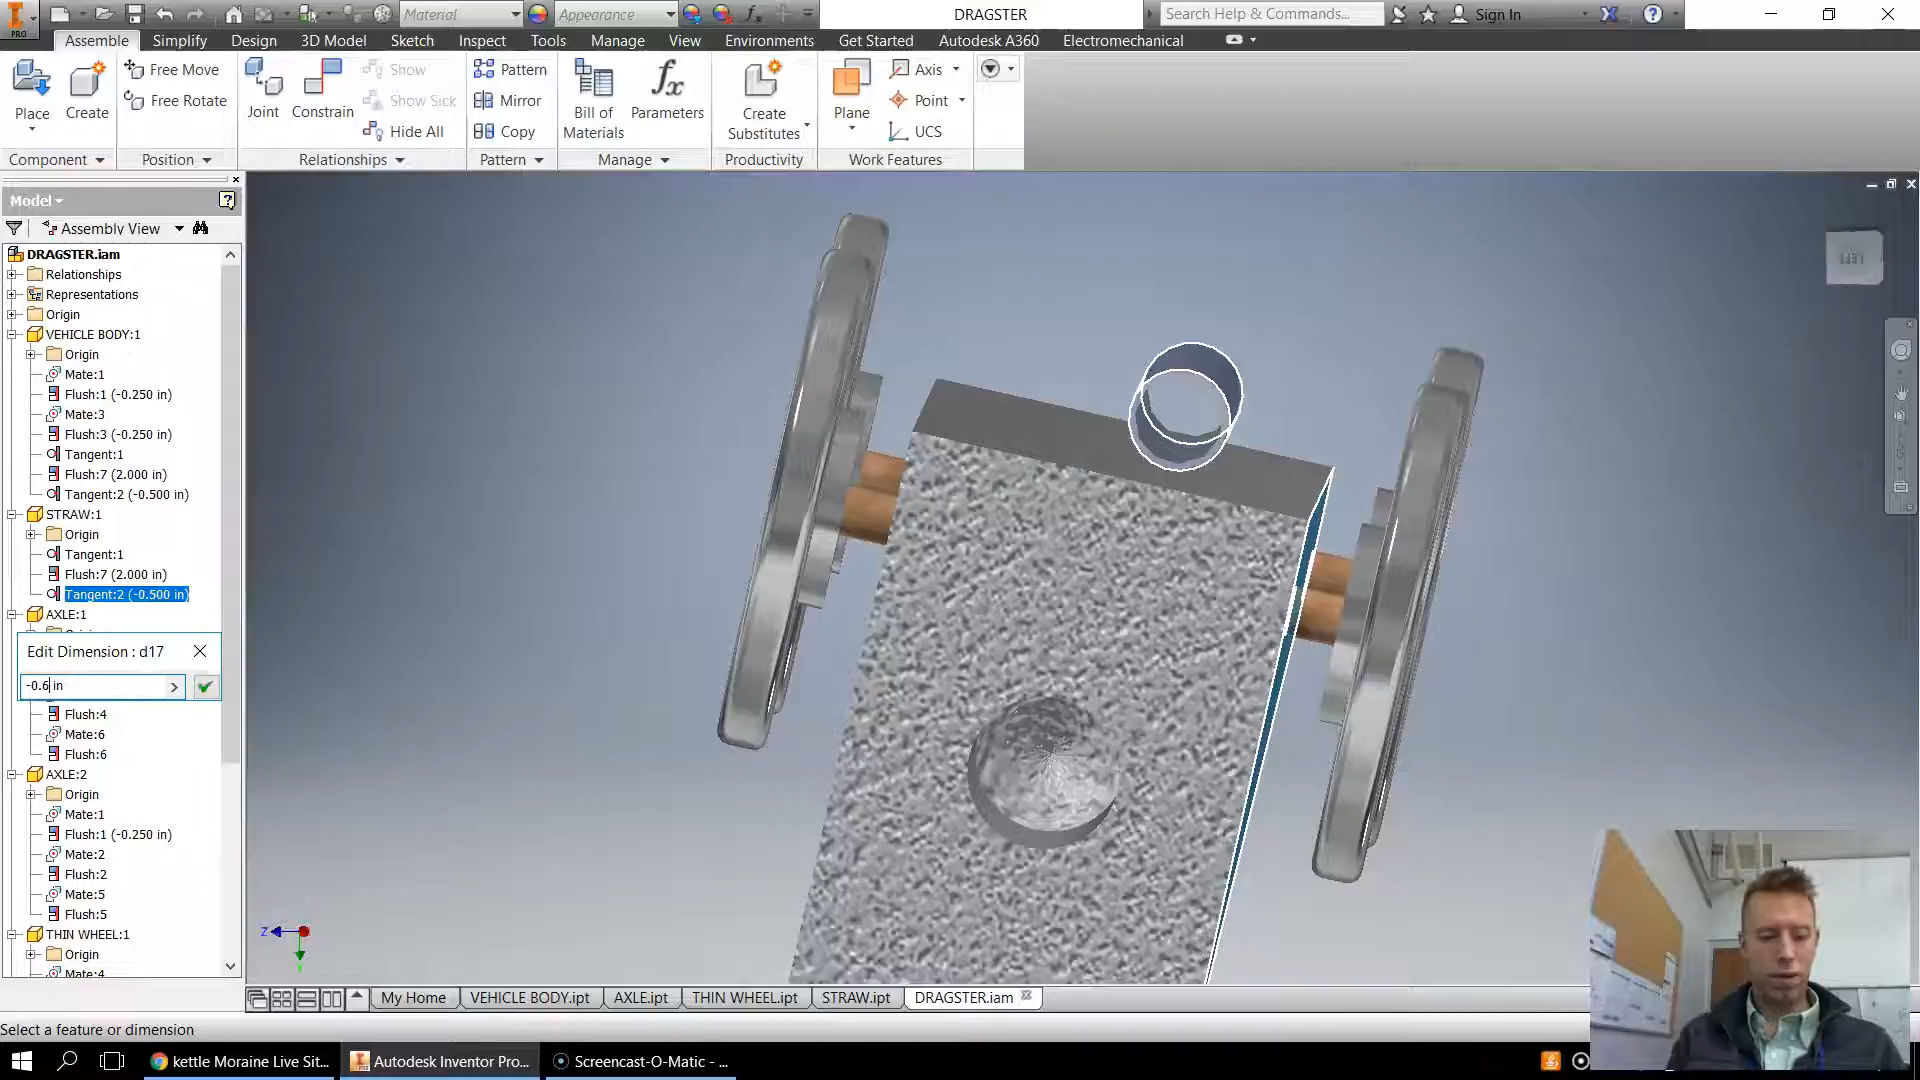 Material
Appearance
DRAGSTER
Search Help & Commands...
Sign In
PRO
Assemble
Simplify
Design
3D Model
Sketch
Inspect
Tools
Manage
View
Environments
Get Started
Autodesk A360
Electromechanical
Place
Create
Free Move
Free Rotate
Joint
Constrain
Show
Show Sick
Hide All
Pattern
Mirror
Copy
Bill of
Materials
fx
Parameters
Create
Substitutes
Plane
Axis
Point
UCS
Component
Position
Relationships
Pattern
Manage
Productivity
Work Features
Model
Assembly View
DRAGSTER.iam
Relationships
Representations
Origin
VEHICLE BODY:1
Origin
Mate:1
Flush:1 (-0.250 in)
Mate:3
Flush:3 (-0.250 in)
Tangent:1
Flush:7 (2.000 in)
Tangent:2 (-0.500 in)
STRAW:1
Origin
Tangent:1
Flush:7 (2.000 in)
Tangent:2 (-0.500 in)
AXLE:1
Edit Dimension : d17
-0.6 in
Flush:4
Mate:6
Flush:6
AXLE:2
Origin
Mate:1
Flush:1 (-0.250 in)
Mate:2
Flush:2
Mate:5
Flush:5
THIN WHEEL:1
Origin
Mate:4
LEFT
Z
Y
My Home
VEHICLE BODY.ipt
AXLE.ipt
THIN WHEEL.ipt
STRAW.ipt
DRAGSTER.iam
Select a feature or dimension
kettle Moraine Live Sit...
Autodesk Inventor Pro...
Screencast-O-Matic - ...